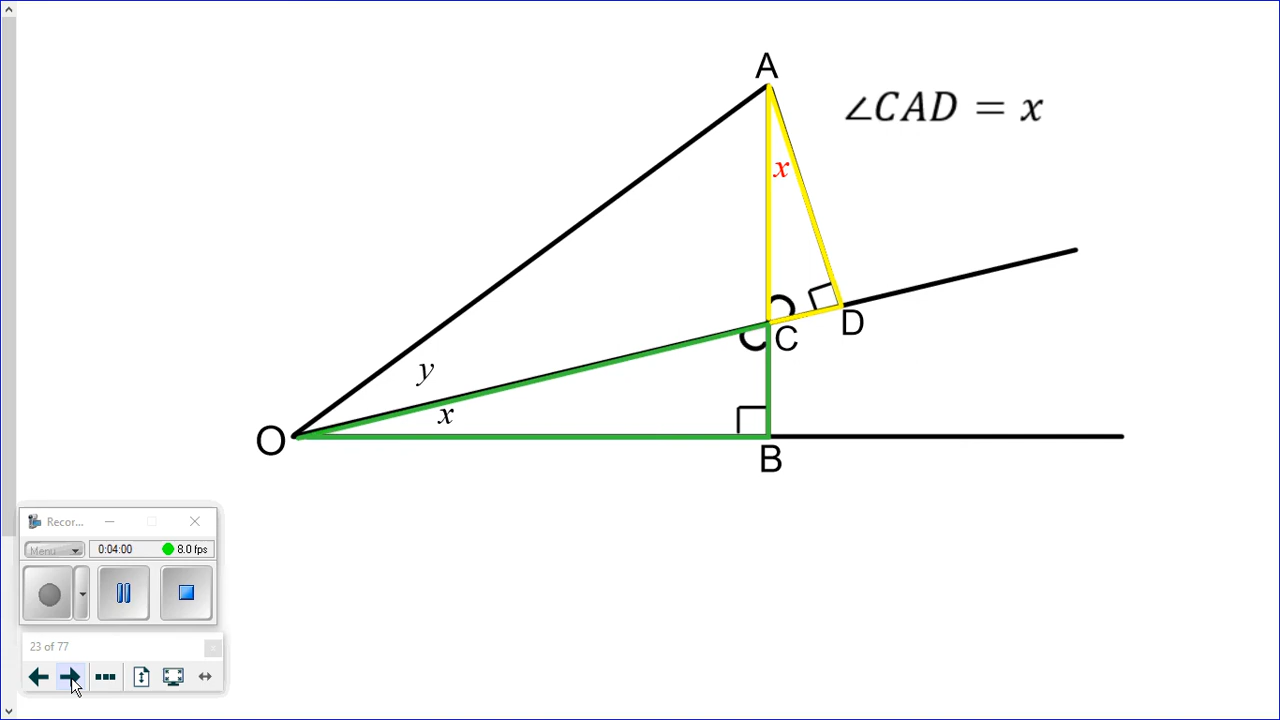 A
∠CAD = x
x
C
D
y
x
O
B
Recor...
Menu
0:04:00
8.0 fps
23 of 77